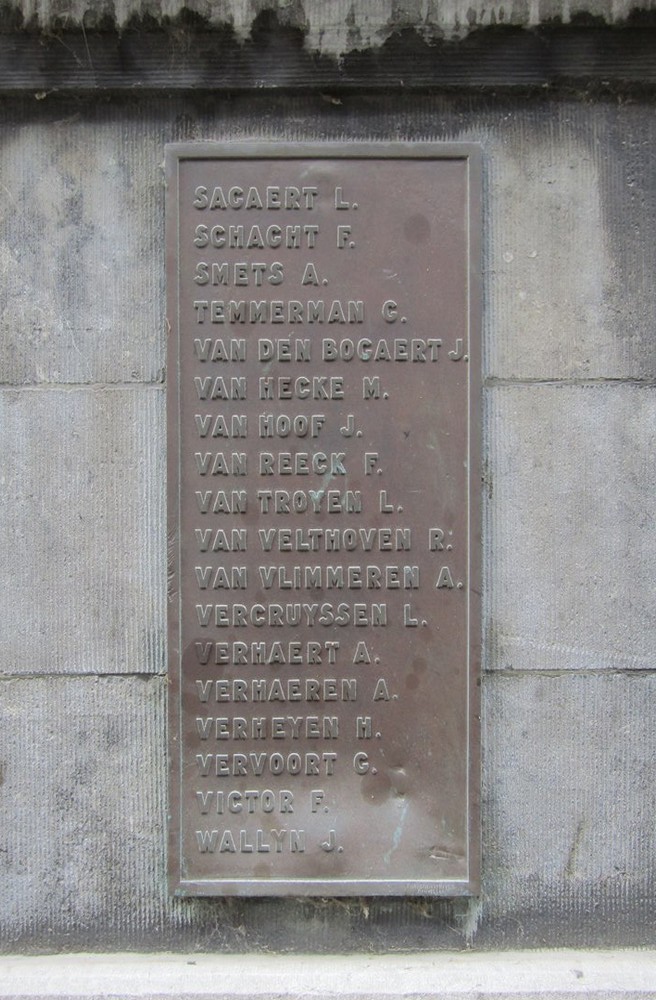 SAGAERT L.
SCHACHT F.
SMETS A.
TEMMERMAN C.
VAN DEN BOGAERT J.
VAN HECKE M.
VAN HOOF J.
VAN REECK F.
VAN TROYEN L.
VAN VELTHOVEN R.
VAN VLIMMEREN A.
VERCRUYSSEN L.
VERHAERT A.
VERHAEREN A.
VERHEYEN H.
VERVOORT G.
VICTOR F.
WALLYN J.